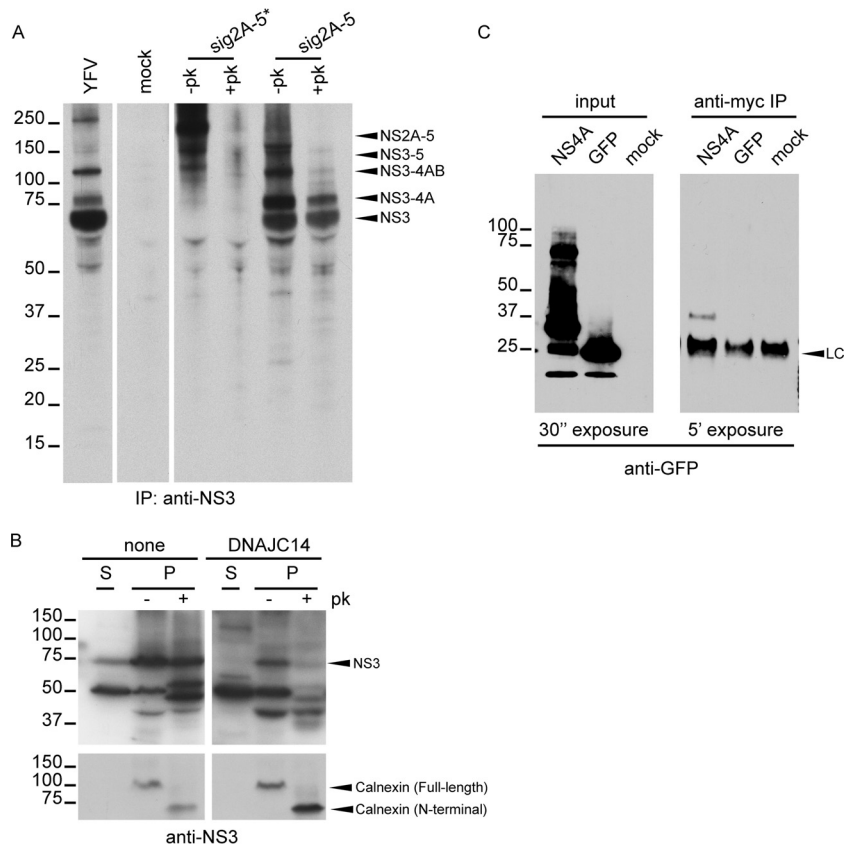 A
YFV
mock
sig2A-5*
-pk
+pk
sig2A-5
-pk
+pk
250
150
100
75
50
37
25
20
15
NS2A-5
NS3-5
NS3-4AB
NS3-4A
NS3
IP: anti-NS3
B
none
DNAJC14
S
P
S
P
-
+
-
+
pk
150
100
75
50
37
NS3
150
100
75
Calnexin (Full-length)
Calnexin (N-terminal)
anti-NS3
C
input
anti-myc IP
NS4A
GFP
mock
NS4A
GFP
mock
100
75
50
37
25
LC
30’’ exposure
5’ exposure
anti-GFP